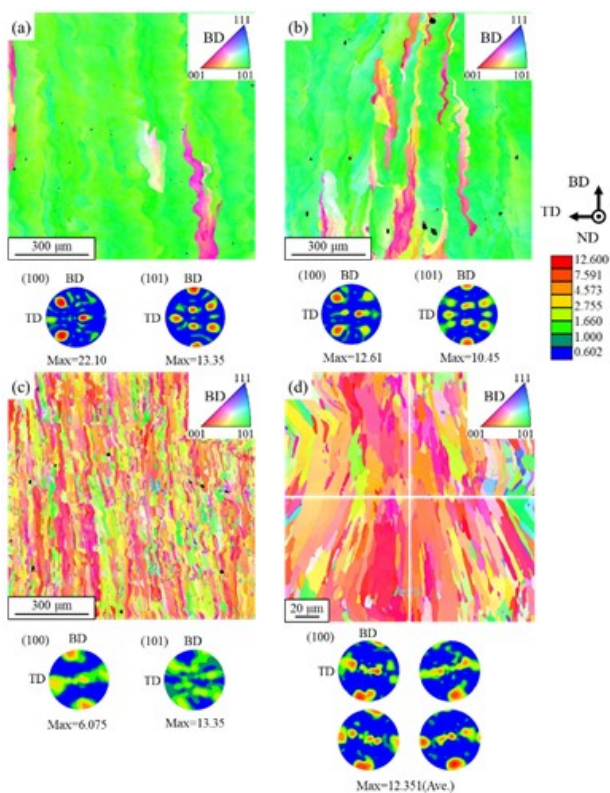 (a)
BD
111
001
101
300 µm
(100)
BD
(101)
BD
TD
TD
Max=22.10
Max=13.35
(b)
BD
111
001
101
300 µm
(100)
BD
(101)
BD
TD
TD
Max=12.61
Max=10.45
BD
TD
ND
12.600
7.591
4.573
2.755
1.660
1.000
0.602
(c)
BD
111
001
101
300 µm
(100)
BD
(101)
BD
TD
TD
Max=6.075
Max=13.35
(d)
BD
111
001
101
20 µm
(100)
BD
TD
Max=12.351(Ave.)